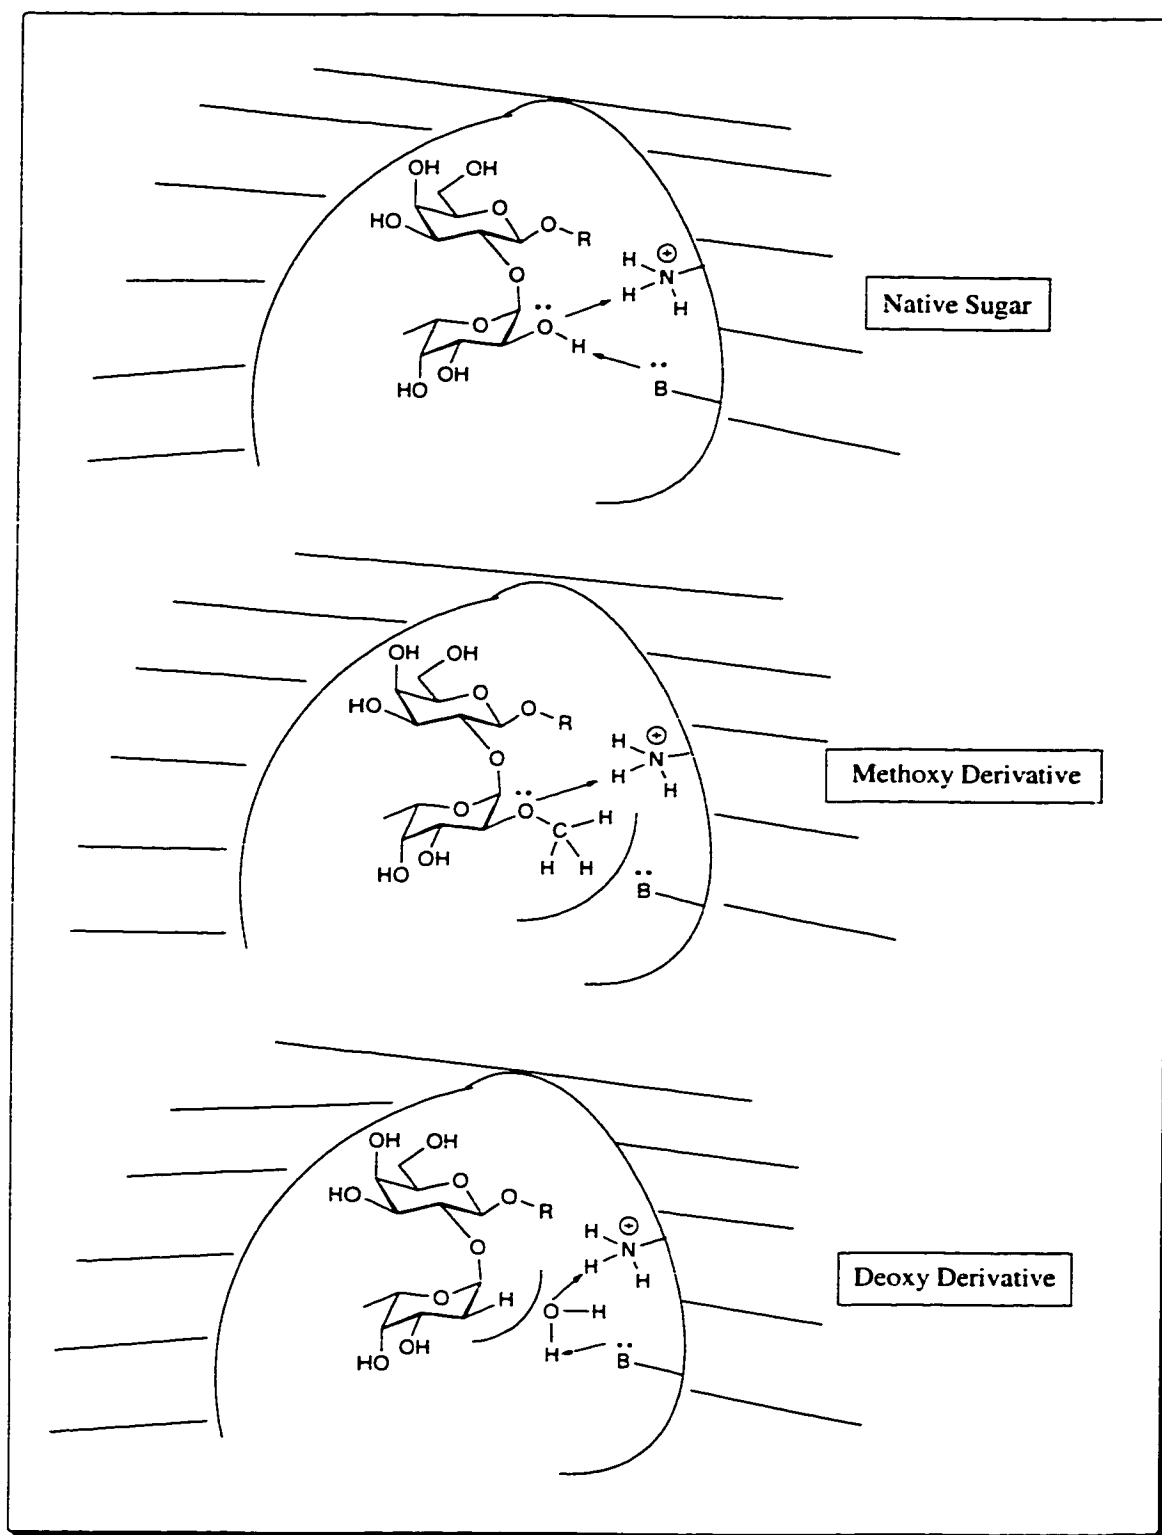 OH OH
O
HO O R
H ⊕
O N
H H
O O
H
B
HO OH
Native Sugar
OH OH
O
HO O R
H ⊕
O N
H H
O O
C H
H H
B
HO OH
Methoxy Derivative
OH OH
O
HO O R
H ⊕
O N
H H
O H
O H
H
B
HO OH
Deoxy Derivative